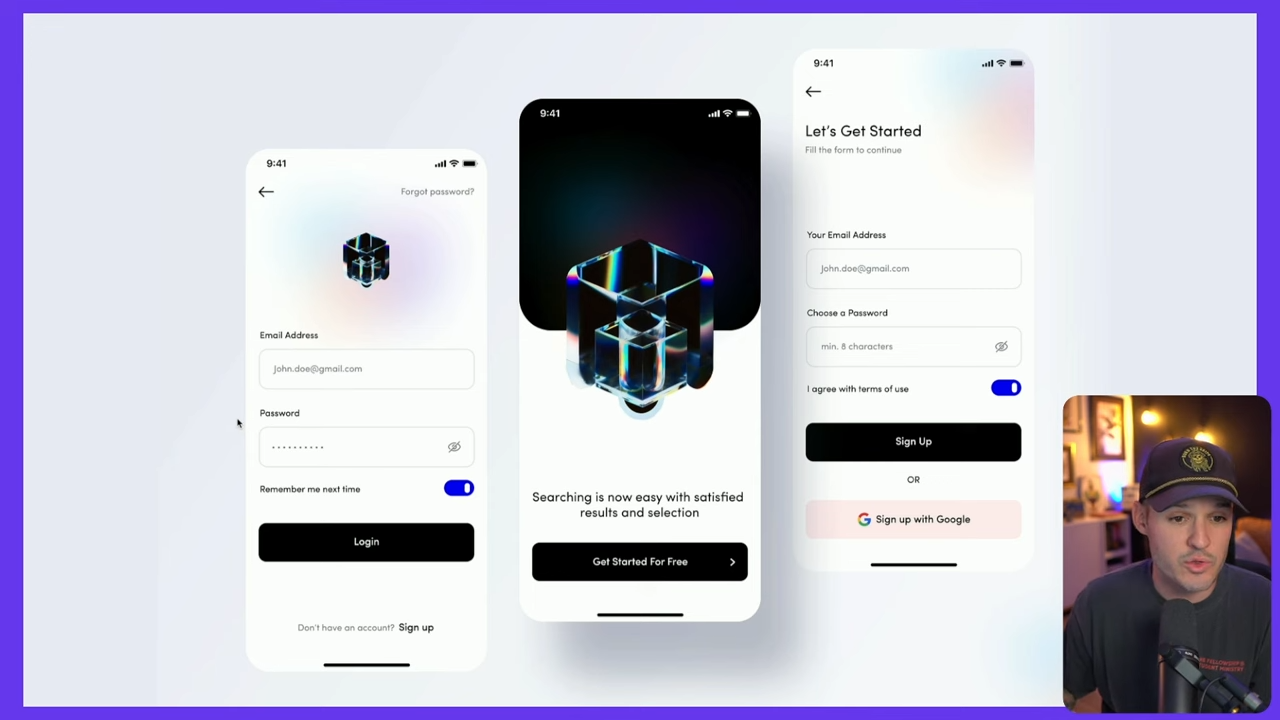 9:41
Forgot password?
Email Address
John.doe@gmail.com
Password
Remember me next time
Login
Don't have an account? Sign up
9:41
Searching is now easy with satisfied
results and selection
Get Started For Free
9:41
Let's Get Started
Fill the form to continue
Your Email Address
John.doe@gmail.com
Choose a Password
min. 8 characters
I agree with terms of use
Sign Up
OR
Sign up with Google